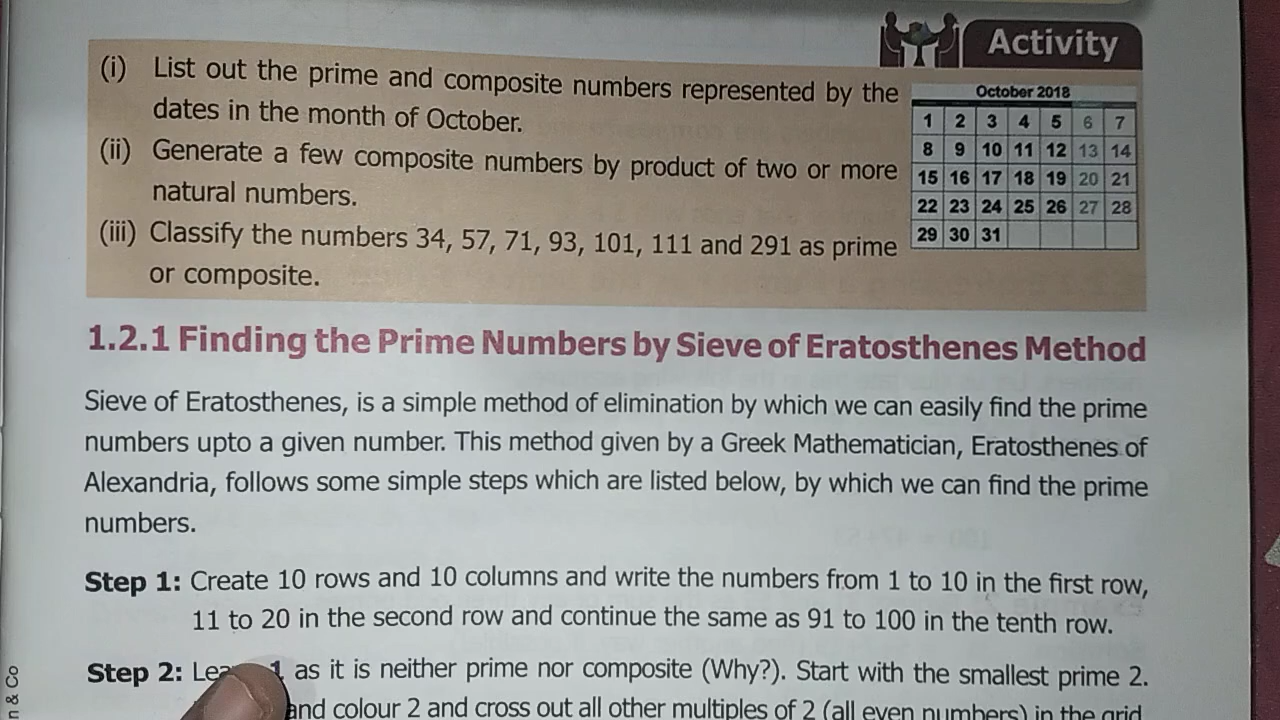 Activity
(i) List out the prime and composite numbers represented by the
dates in the month of October.
(ii) Generate a few composite numbers by product of two or more
natural numbers.
(iii) Classify the numbers 34, 57, 71, 93, 101, 111 and 291 as prime
or composite.
October 2018
1 2 3 4 5 6 7
8 9 10 11 12 13 14
15 16 17 18 19 20 21
22 23 24 25 26 27 28
29 30 31
1.2.1 Finding the Prime Numbers by Sieve of Eratosthenes Method
Sieve of Eratosthenes, is a simple method of elimination by which we can easily find the prime
numbers upto a given number. This method given by a Greek Mathematician, Eratosthenes of
Alexandria, follows some simple steps which are listed below, by which we can find the prime
numbers.
Step 1: Create 10 rows and 10 columns and write the numbers from 1 to 10 in the first row,
11 to 20 in the second row and continue the same as 91 to 100 in the tenth row.
Step 2: 1 as it is neither prime nor composite (Why?). Start with the smallest prime 2.
and colour 2 and cross out all other multiples of 2 (all even numbers) in the grid
n & Co